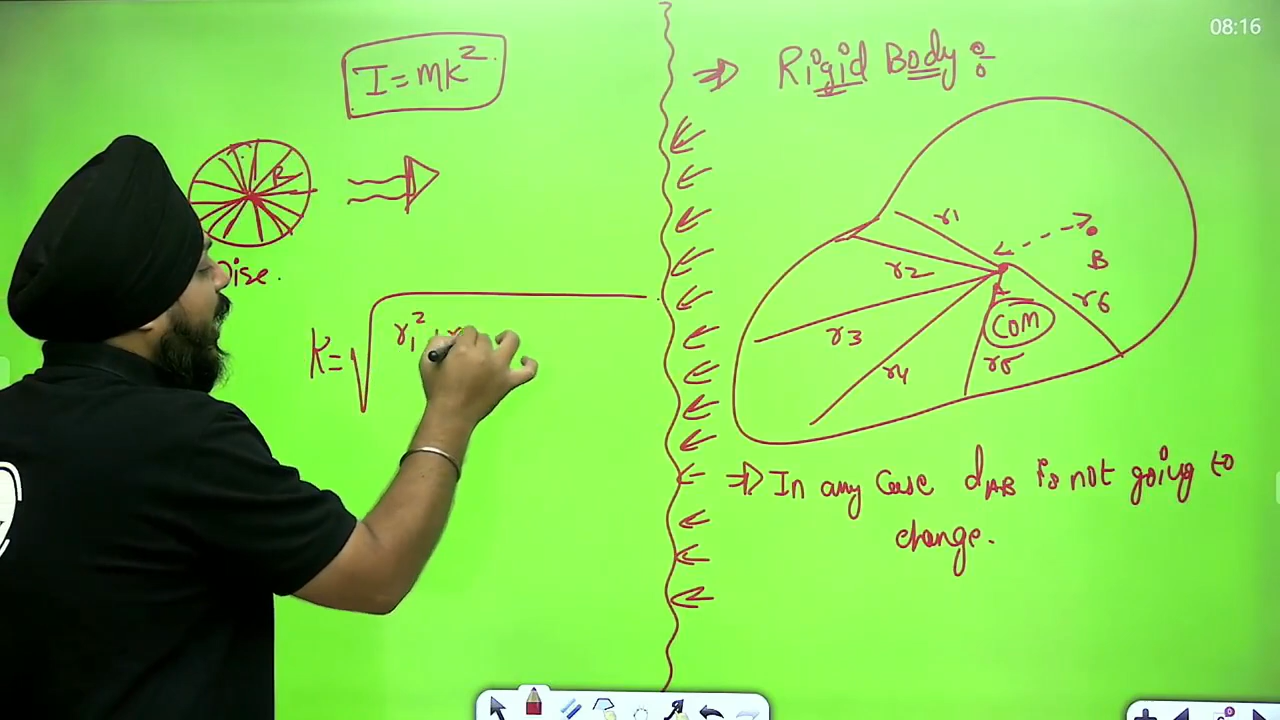 08:16
I = mk².
R
Disc.
K = √ r₁² + r
⇒ Rigid Body :-
r1
r2
r3
r4
r5
r6
A
B
COM
⇒ In any Case dAB is not going to
change.